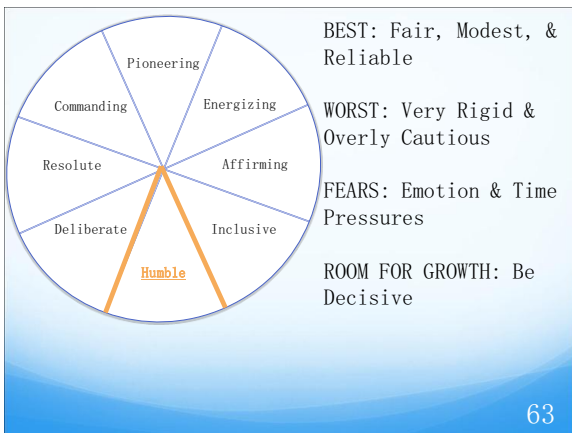 Pioneering
Commanding
Energizing
Resolute
Affirming
Deliberate
Inclusive
Humble
BEST: Fair, Modest, &
Reliable
WORST: Very Rigid &
Overly Cautious
FEARS: Emotion & Time
Pressures
ROOM FOR GROWTH: Be
Decisive
63